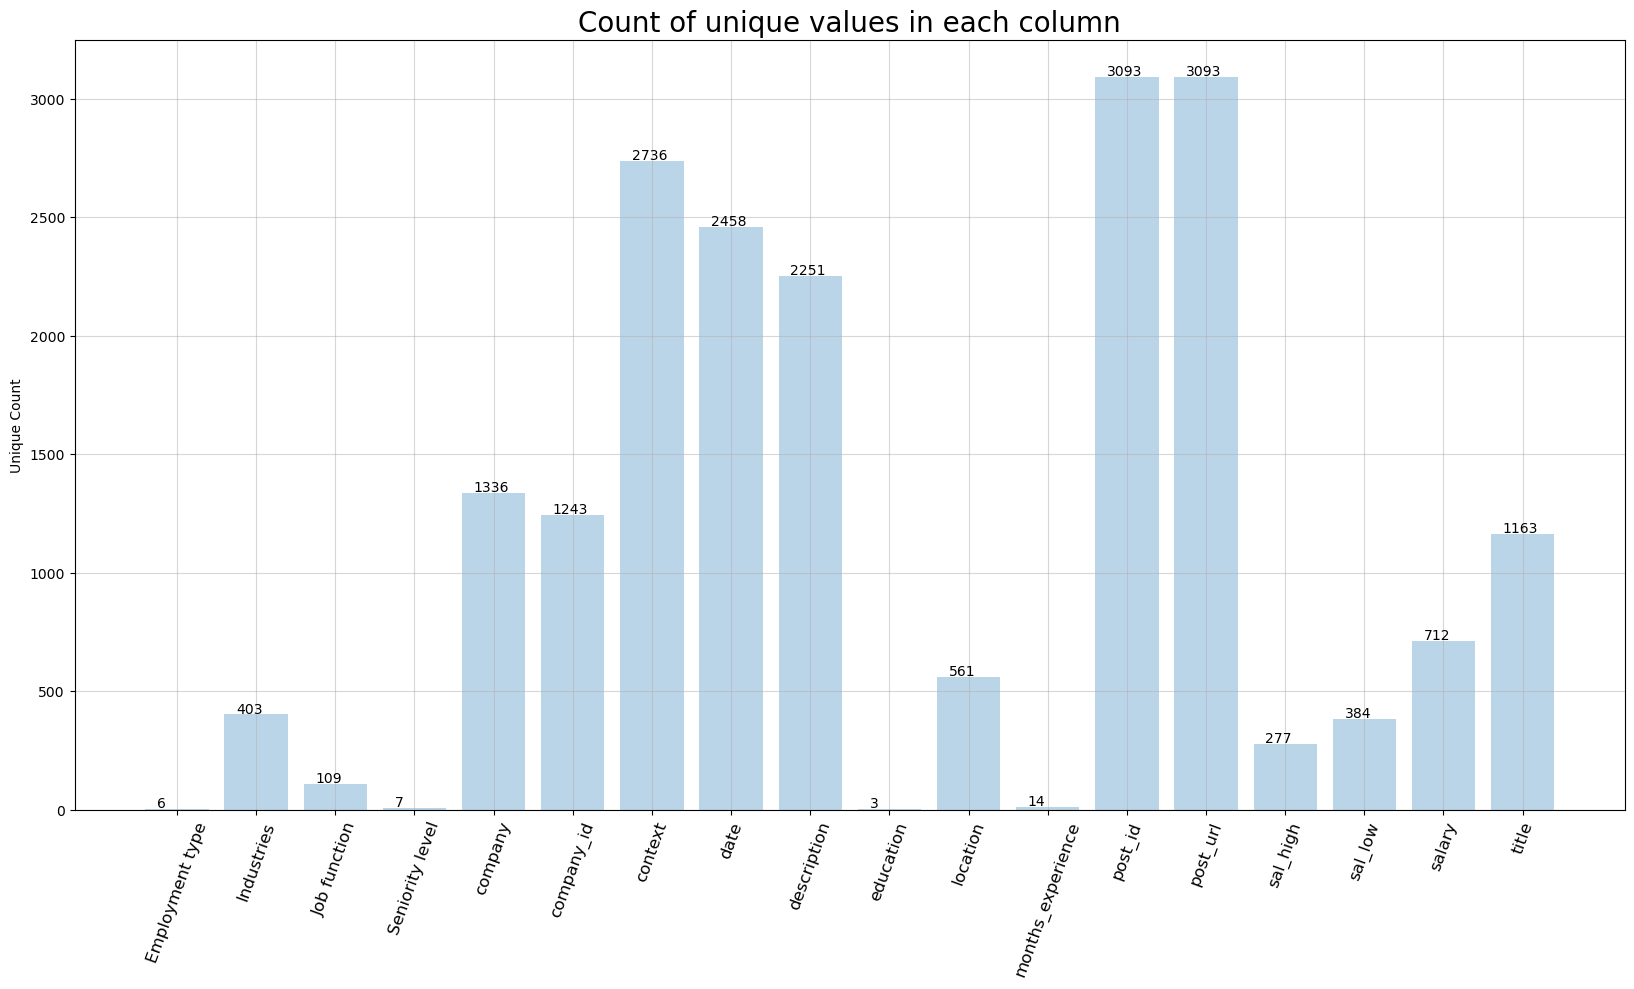 Count of unique values in each column
Unique Count
3000
2500
2000
1500
1000
500
0
6
403
109
7
1336
1243
2736
2458
2251
3
561
14
3093
3093
277
384
712
1163
Employment type
Industries
Job function
Seniority level
company
company_id
context
date
description
education
location
months_experience
post_id
post_url
sal_high
sal_low
salary
title